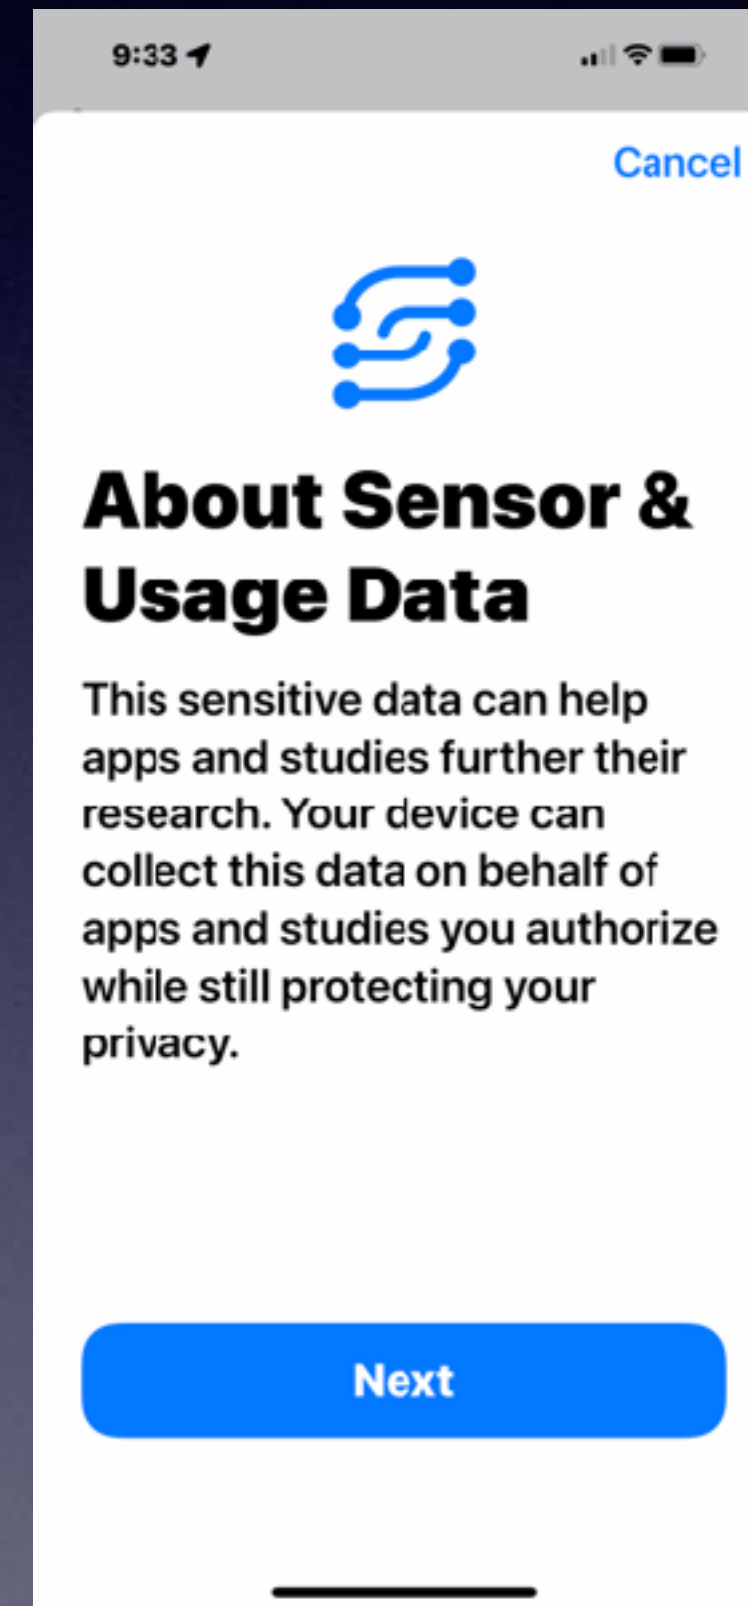 9:33
Cancel
About Sensor &
Usage Data
This sensitive data can help
apps and studies further their
research. Your device can
collect this data on behalf of
apps and studies you authorize
while still protecting your
privacy.
Next